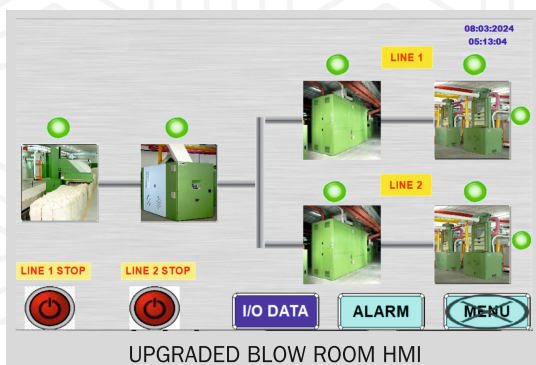 08:03:2024
05:13:04
LINE 1
LINE 2
LINE 1 STOP
LINE 2 STOP
I/O DATA
ALARM
MENU
UPGRADED BLOW ROOM HMI